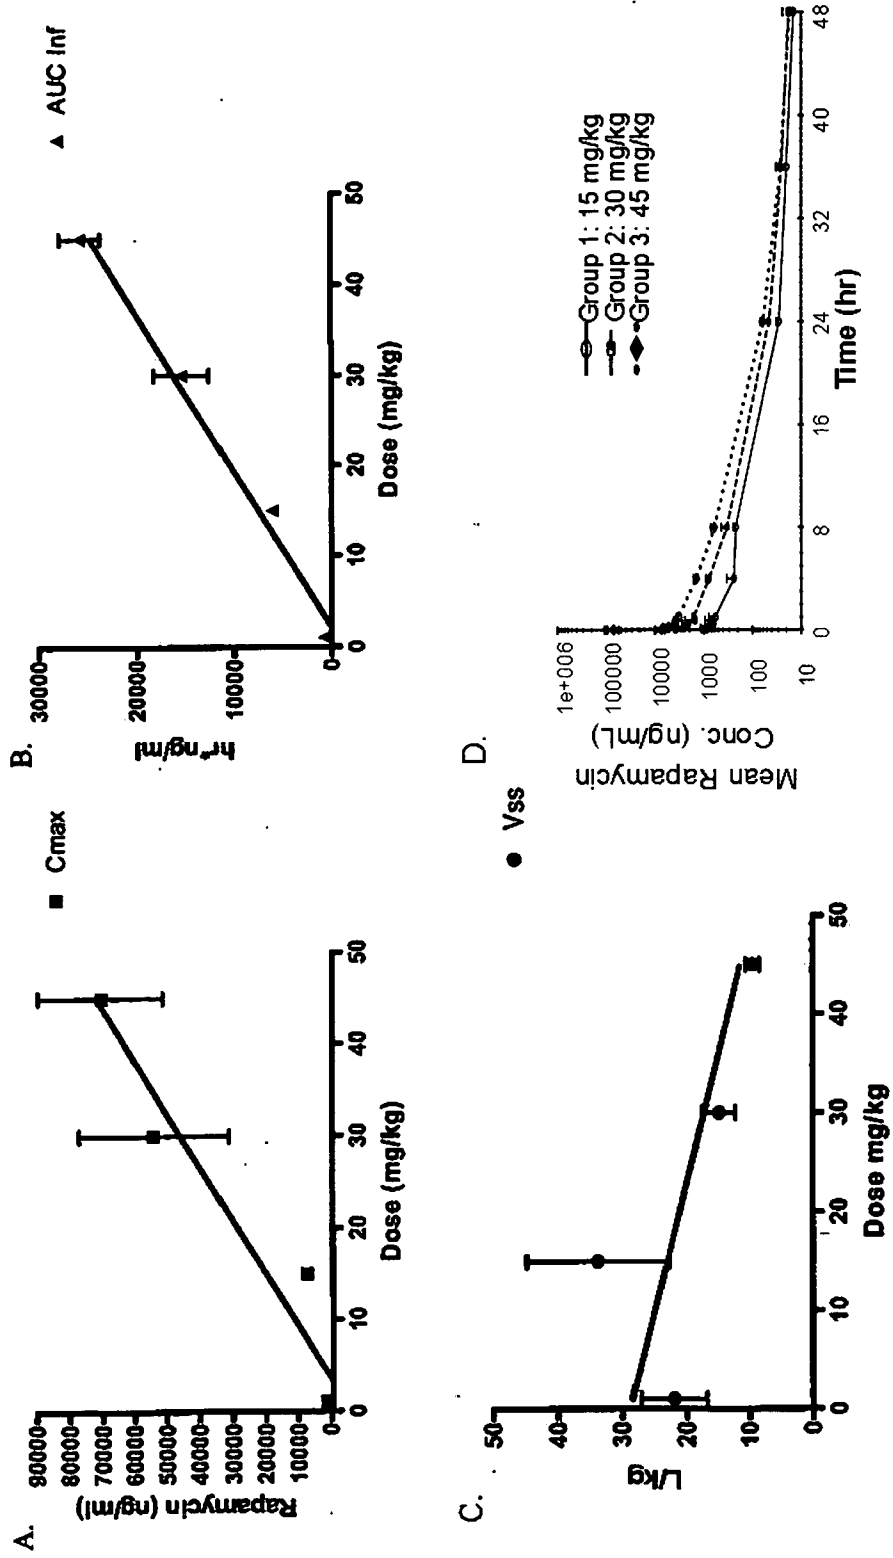 A.
90000
80000
70000
60000
50000
40000
30000
20000
10000
0
Rapamycin (ng/ml)
0 10 20 30 40 50
Dose (mg/kg)
Cmax
B.
30000
20000
10000
0
hr*ng/ml
0 10 20 30 40 50
Dose (mg/kg)
AUC Inf
C.
50
40
30
20
10
0
L/kg
0 10 20 30 40 50
Dose mg/kg
Vss
D.
1e+006
100000
10000
1000
100
10
Mean Rapamycin
Conc. (ng/mL)
0 8 16 24 32 40 48
Time (hr)
Group 1: 15 mg/kg
Group 2: 30 mg/kg
Group 3: 45 mg/kg